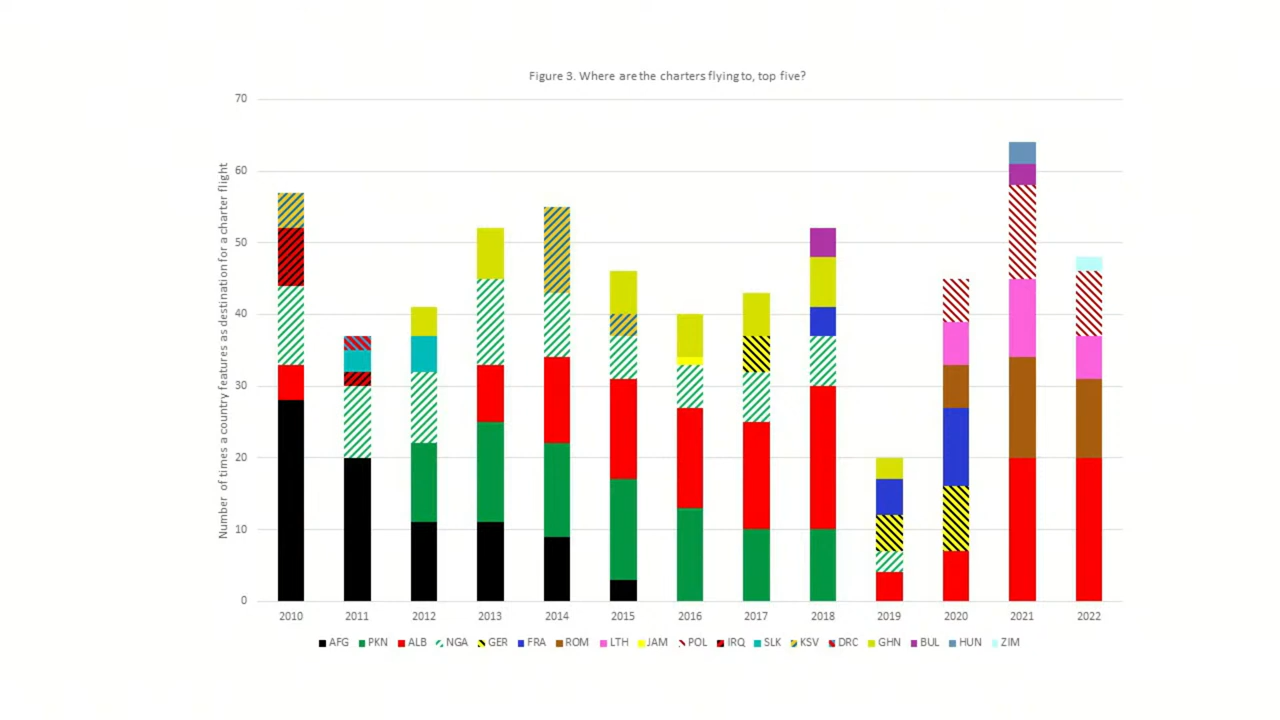 Figure 3. Where are the charters flying to, top five?
Number of times a country features as destination for a charter flight
70
60
50
40
30
20
10
0
2010 2011 2012 2013 2014 2015 2016 2017 2018 2019 2020 2021 2022
AFG PKN ALB NGA GER FRA ROM LTH JAM POL IRQ SLK KSV DRC GHN BUL HUN ZIM